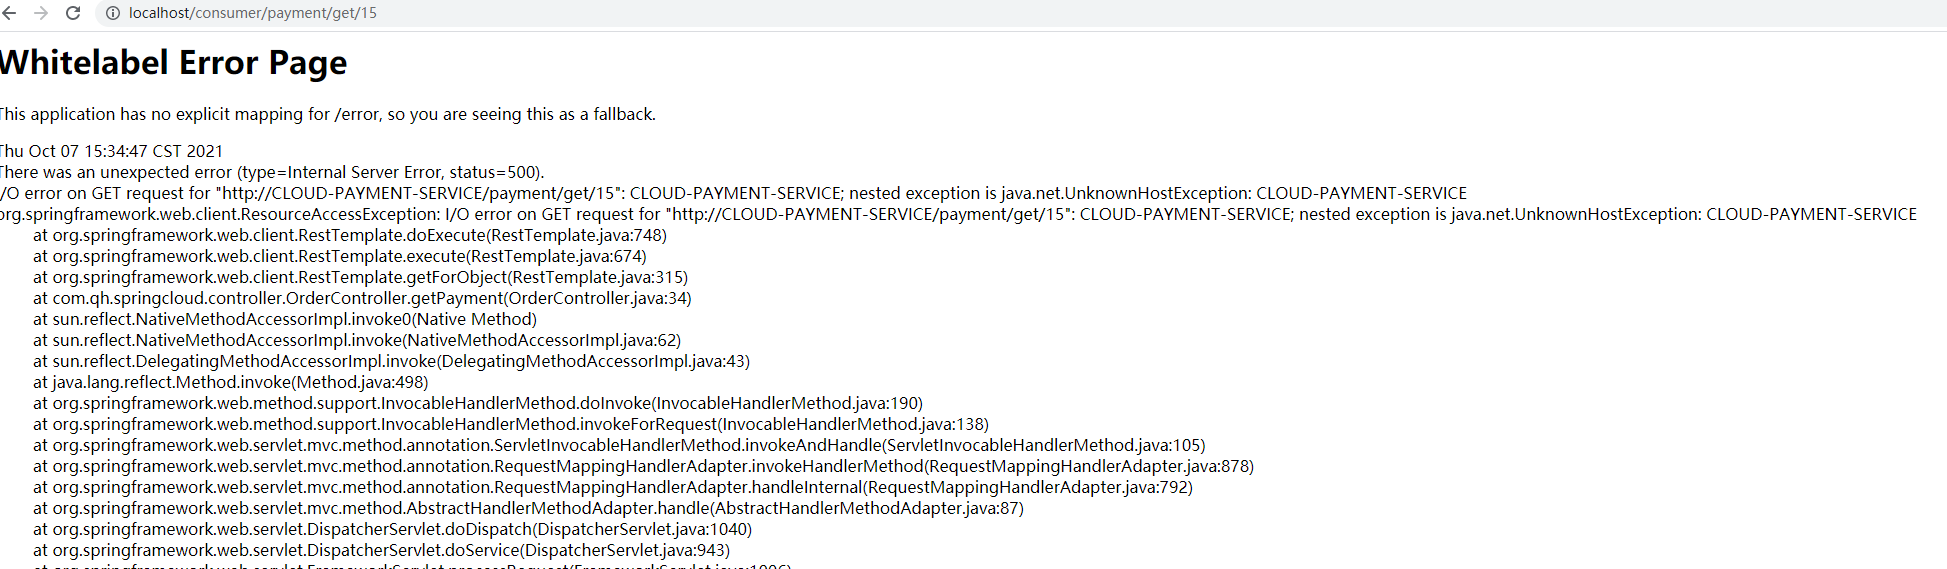 localhost/consumer/payment/get/15
Whitelabel Error Page
This application has no explicit mapping for /error, so you are seeing this as a fallback.
Thu Oct 07 15:34:47 CST 2021
There was an unexpected error (type=Internal Server Error, status=500).
I/O error on GET request for "http://CLOUD-PAYMENT-SERVICE/payment/get/15": CLOUD-PAYMENT-SERVICE; nested exception is java.net.UnknownHostException: CLOUD-PAYMENT-SERVICE
org.springframework.web.client.ResourceAccessException: I/O error on GET request for "http://CLOUD-PAYMENT-SERVICE/payment/get/15": CLOUD-PAYMENT-SERVICE; nested exception is java.net.UnknownHostException: CLOUD-PAYMENT-SERVICE
at org.springframework.web.client.RestTemplate.doExecute(RestTemplate.java:748)
at org.springframework.web.client.RestTemplate.execute(RestTemplate.java:674)
at org.springframework.web.client.RestTemplate.getForObject(RestTemplate.java:315)
at com.qh.springcloud.controller.OrderController.getPayment(OrderController.java:34)
at sun.reflect.NativeMethodAccessorImpl.invoke0(Native Method)
at sun.reflect.NativeMethodAccessorImpl.invoke(NativeMethodAccessorImpl.java:62)
at sun.reflect.DelegatingMethodAccessorImpl.invoke(DelegatingMethodAccessorImpl.java:43)
at java.lang.reflect.Method.invoke(Method.java:498)
at org.springframework.web.method.support.InvocableHandlerMethod.doInvoke(InvocableHandlerMethod.java:190)
at org.springframework.web.method.support.InvocableHandlerMethod.invokeForRequest(InvocableHandlerMethod.java:138)
at org.springframework.web.servlet.mvc.method.annotation.ServletInvocableHandlerMethod.invokeAndHandle(ServletInvocableHandlerMethod.java:105)
at org.springframework.web.servlet.mvc.method.annotation.RequestMappingHandlerAdapter.invokeHandlerMethod(RequestMappingHandlerAdapter.java:878)
at org.springframework.web.servlet.mvc.method.annotation.RequestMappingHandlerAdapter.handleInternal(RequestMappingHandlerAdapter.java:792)
at org.springframework.web.servlet.mvc.method.AbstractHandlerMethodAdapter.handle(AbstractHandlerMethodAdapter.java:87)
at org.springframework.web.servlet.DispatcherServlet.doDispatch(DispatcherServlet.java:1040)
at org.springframework.web.servlet.DispatcherServlet.doService(DispatcherServlet.java:943)
at org.springframework.web.servlet.FrameworkServlet.processRequest(FrameworkServlet.java:1006)